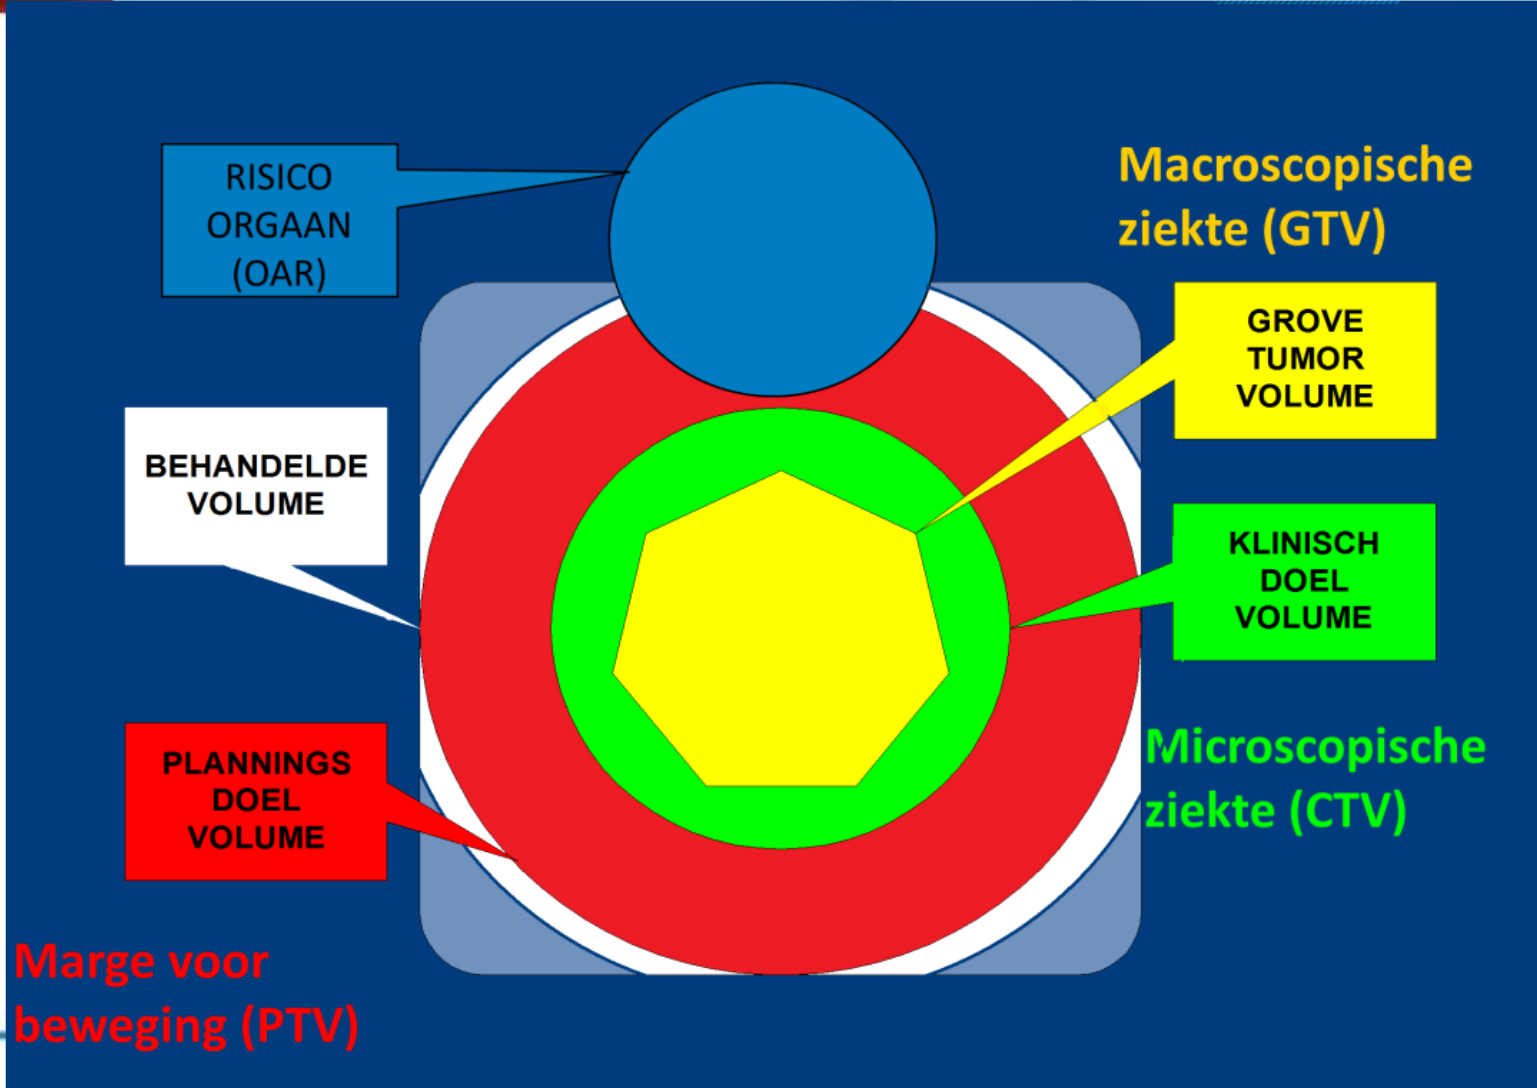 RISICO
ORGAAN
(OAR)
Macroscopische
ziekte (GTV)
GROVE
TUMOR
VOLUME
BEHANDELDE
VOLUME
KLINISCH
DOEL
VOLUME
PLANNINGS
DOEL
VOLUME
Microscopische
ziekte (CTV)
Marge voor
beweging (PTV)